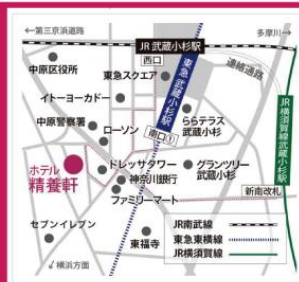 ←第三京浜道路
多摩川→
JR 武蔵小杉駅
中原区役所
西口
東急スクエア
連絡通路
東急 武蔵小杉駅
イトーヨーカドー
ららテラス
武蔵小杉
中原警察署
ローソン
南口①
JR横須賀線武蔵小杉駅
ホテル
精養軒
ドレッサタワー
神奈川銀行
グランツリー
武蔵小杉
ファミリーマート
新南改札
セブンイレブン
東福寺
↙横浜方面
JR南武線
東急東横線
JR横須賀線